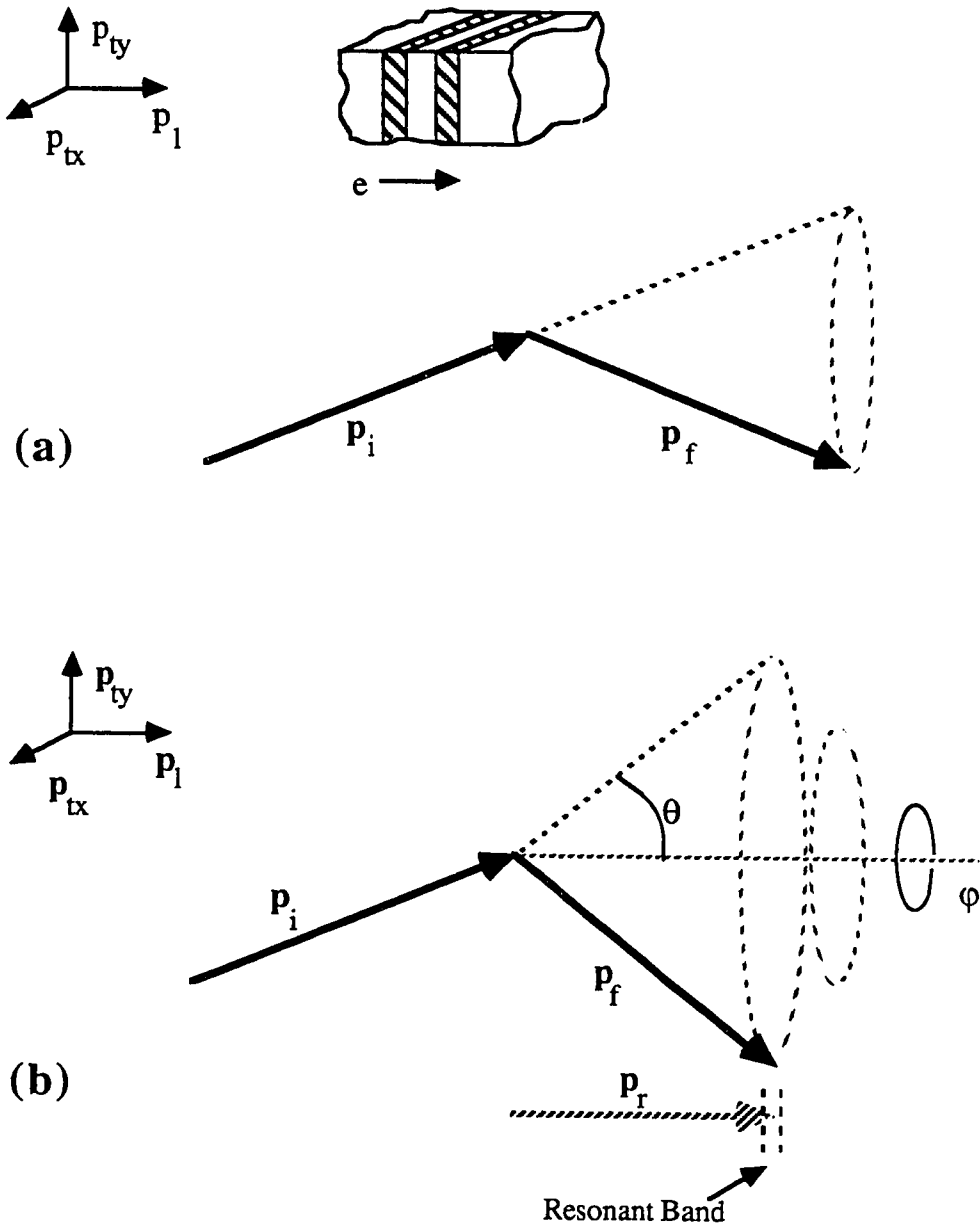 p_ty
p_l
p_tx
e
p_i
p_f
(a)
p_ty
p_l
p_tx
θ
p_i
φ
p_f
(b)
p_r
Resonant Band